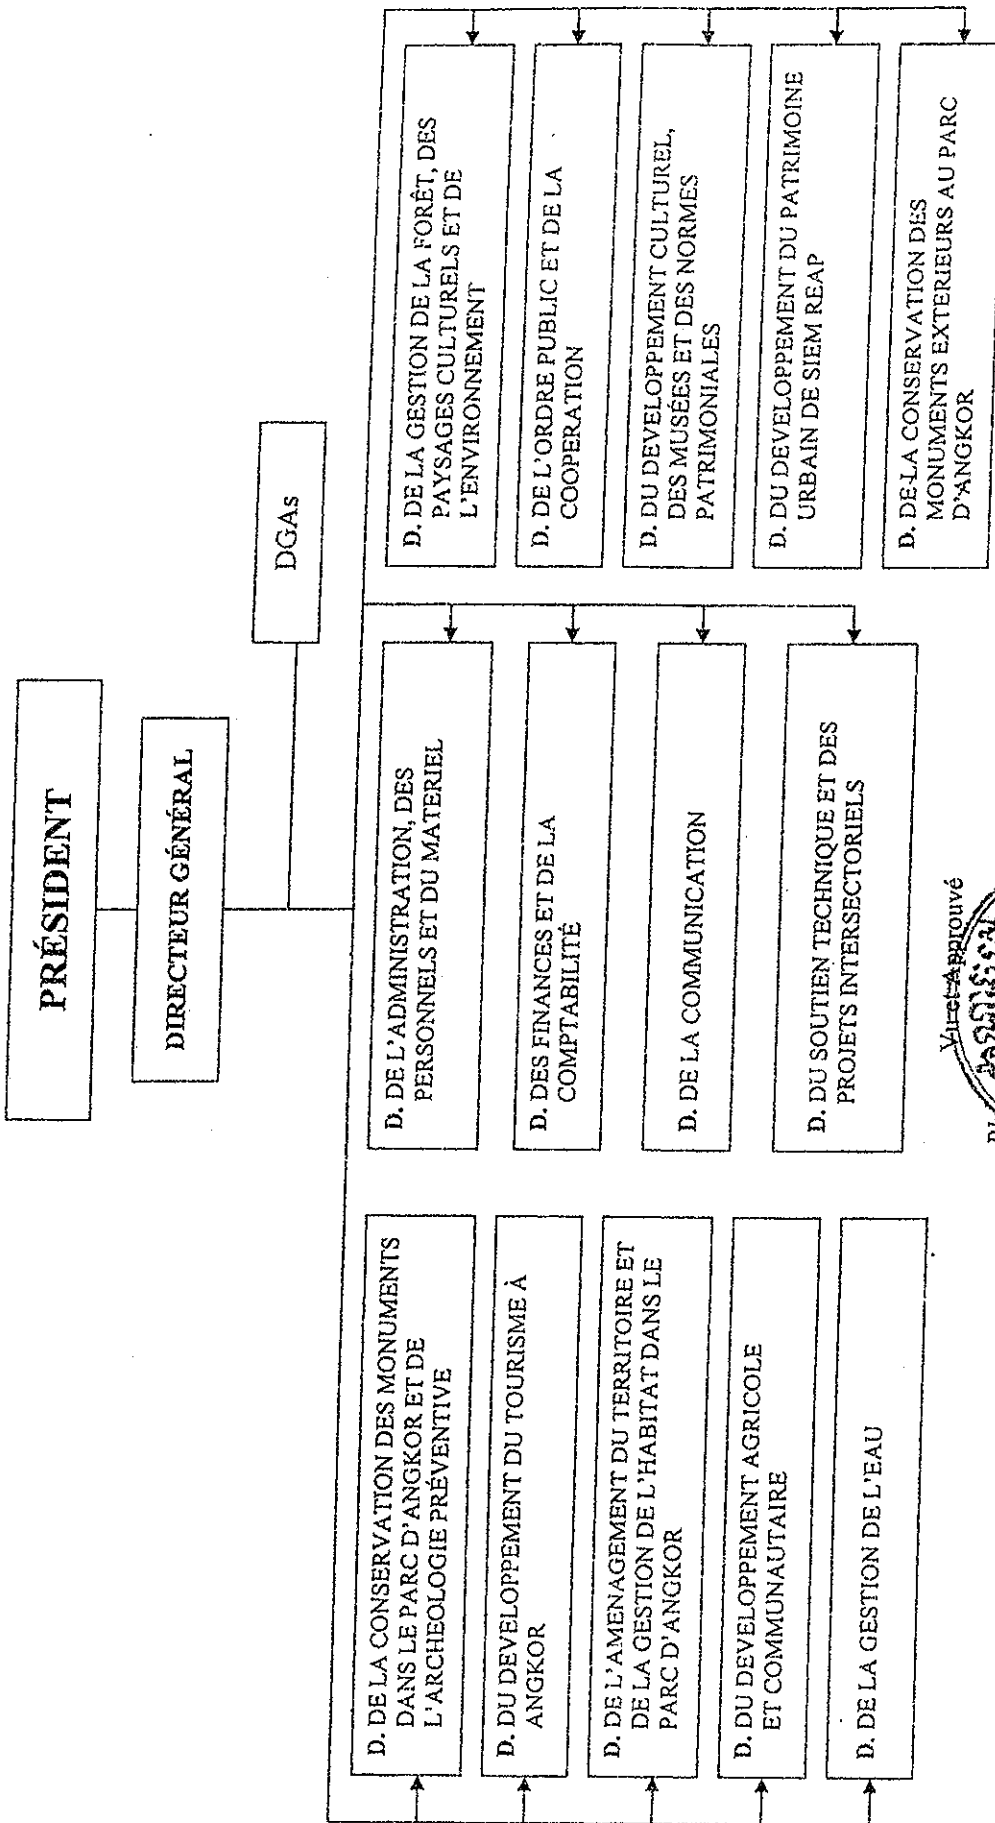 PRÉSIDENT
DIRECTEUR GÉNÉRAL
DGAs
D. DE LA CONSERVATION DES MONUMENTS
DANS LE PARC D'ANGKOR ET DE
L'ARCHEOLOGIE PRÉVENTIVE
D. DU DEVELOPPEMENT DU TOURISME À
ANGKOR
D. DE L'AMENAGEMENT DU TERRITOIRE ET
DE LA GESTION DE L'HABITAT DANS LE
PARC D'ANGKOR
D. DU DEVELOPPEMENT AGRICOLE
ET COMMUNAUTAIRE
D. DE LA GESTION DE L'EAU
D. DE L'ADMINISTRATION, DES
PERSONNELS ET DU MATERIEL
D. DES FINANCES ET DE LA
COMPTABILITÉ
D. DE LA COMMUNICATION
D. DU SOUTIEN TECHNIQUE ET DES
PROJETS INTERSECTORIELS
D. DE LA GESTION DE LA FORÊT, DES
PAYSAGES CULTURELS ET DE
L'ENVIRONNEMENT
D. DE L'ORDRE PUBLIC ET DE LA
COOPERATION
D. DU DEVELOPPEMENT CULTUREL,
DES MUSÉES ET DES NORMES
PATRIMONIALES
D. DU DEVELOPPEMENT DU PATRIMOINE
URBAIN DE SIEM REAP
D. DE LA CONSERVATION DES
MONUMENTS EXTERIEURS AU PARC
D"ANGKOR
Vu et Approuvé